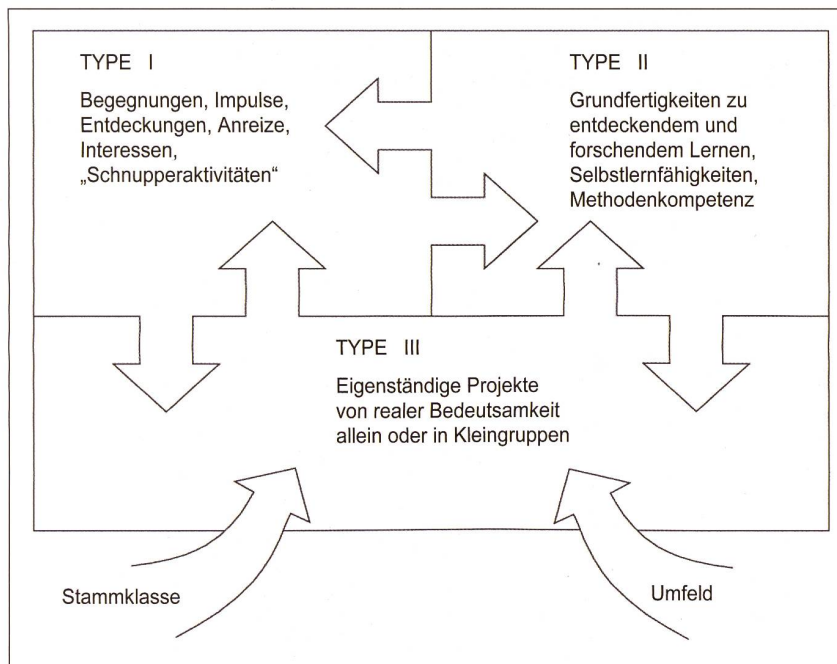 TYPE I
Begegnungen, Impulse,
Entdeckungen, Anreize,
Interessen,
„Schnupperaktivitäten“
TYPE II
Grundfertigkeiten zu
entdeckendem und
forschendem Lernen,
Selbstlernfähigkeiten,
Methodenkompetenz
TYPE III
Eigenständige Projekte
von realer Bedeutsamkeit
allein oder in Kleingruppen
Stammklasse
Umfeld